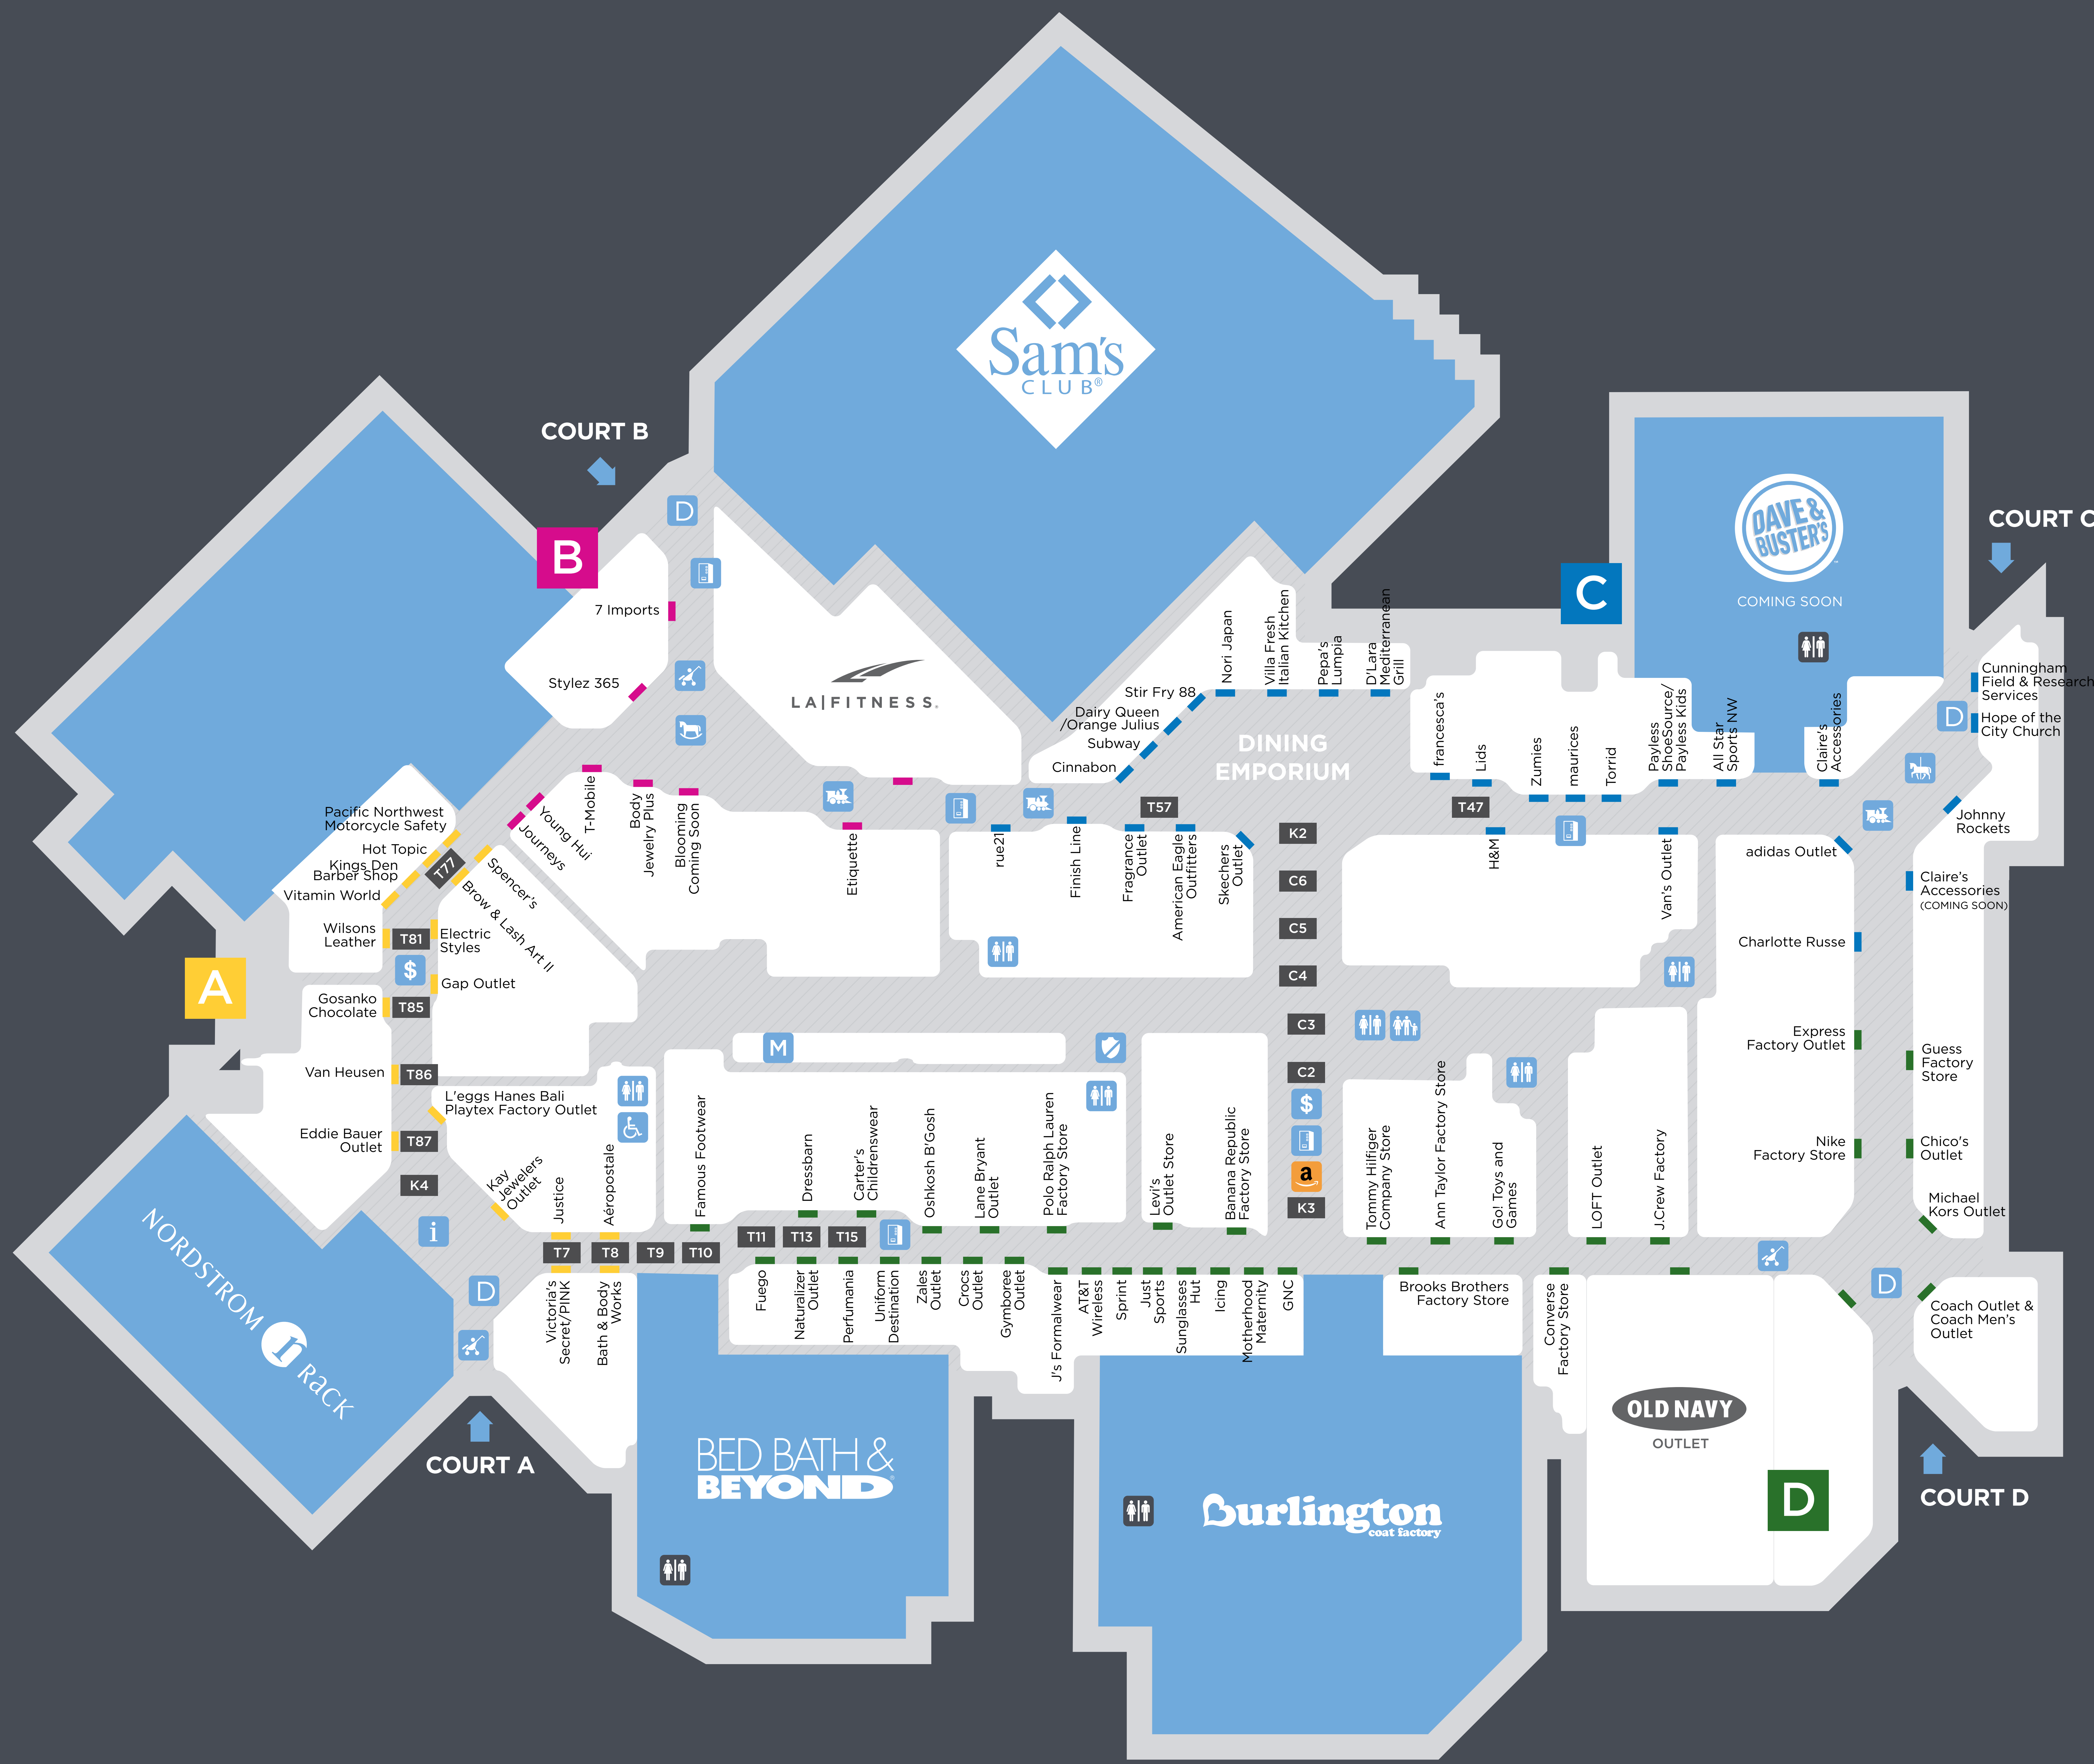 Sam's
CLUB®
COURT B
D
B
7 Imports
Stylez 365
LA|FITNESS.
DAVE &
BUSTER'S
COMING SOON
COURT C
C
Cunningham
Field & Research
Services
D
Hope of the
City Church
Nori Japan
Villa Fresh
Italian Kitchen
Pepa's
Lumpia
D'Lara
Mediterranean
Grill
Stir Fry 88
Dairy Queen
/Orange Julius
Subway
Cinnabon
DINING
EMPORIUM
francesca's
Lids
Zumies
maurices
Torrid
Payless
ShoeSource/
Payless Kids
All Star
Sports NW
Claire's
Accessories
Johnny
Rockets
Pacific Northwest
Motorcycle Safety
Hot Topic
Kings Den
Barber Shop
Vitamin World
T77
Spencer's
Brow & Lash Art II
Young Hui
Journeys
T-Mobile
Body
Jewelry Plus
Blooming
Coming Soon
Etiquette
rue21
Finish Line
T57
Fragrance
Outlet
American Eagle
Outfitters
Skechers
Outlet
K2
C6
C5
C4
C3
C2
T47
H&M
Van's Outlet
adidas Outlet
Claire's
Accessories
(COMING SOON)
Charlotte Russe
Wilsons
Leather
T81
Electric
Styles
$
Gap Outlet
A
Gosanko
Chocolate
T85
Van Heusen
T86
L'eggs Hanes Bali
Playtex Factory Outlet
Eddie Bauer
Outlet
T87
K4
i
Kay
Jewelers
Outlet
Justice
Aéropostale
M
Famous Footwear
Dressbarn
Carter's
Childrenswear
Oshkosh B'Gosh
Lane Bryant
Outlet
Polo Ralph Lauren
Factory Store
Levi's
Outlet Store
Banana Republic
Factory Store
$
a
K3
Tommy Hilfiger
Company Store
Ann Taylor Factory Store
Go! Toys and
Games
LOFT Outlet
J.Crew Factory
Express
Factory Outlet
Guess
Factory
Store
Nike
Factory Store
Chico's
Outlet
Michael
Kors Outlet
T7
T8
T9
T10
T11
T13
T15
D
Victoria's
Secret/PINK
Bath & Body
Works
Fuego
Naturalizer
Outlet
Perfumania
Uniform
Destination
Zales
Outlet
Crocs
Outlet
Gymboree
Outlet
J's Formalwear
AT&T
Wireless
Sprint
Just
Sports
Sunglasses
Hut
Icing
Motherhood
Maternity
GNC
Brooks Brothers
Factory Store
Converse
Factory Store
D
Coach Outlet &
Coach Men's
Outlet
NORDSTROM
n
RaCK
COURT A
BED BATH &
BEYOND
Burlington
coat factory
OLD NAVY
OUTLET
D
COURT D